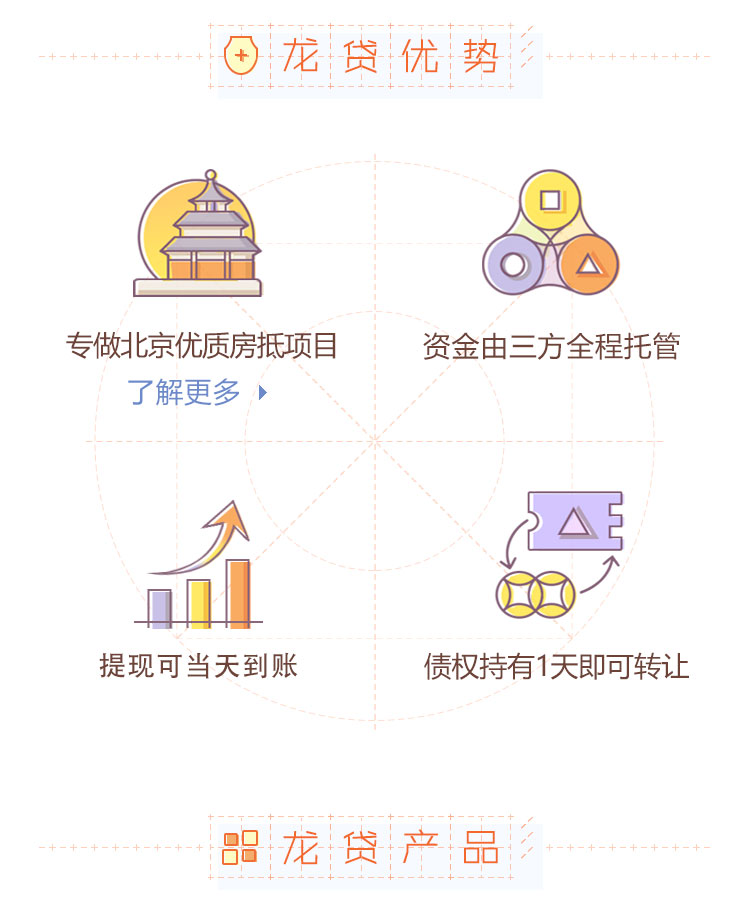 龙贷优势
专做北京优质房抵项目
了解更多
资金由三方全程托管
提现可当天到账
债权持有1天即可转让
龙贷产品